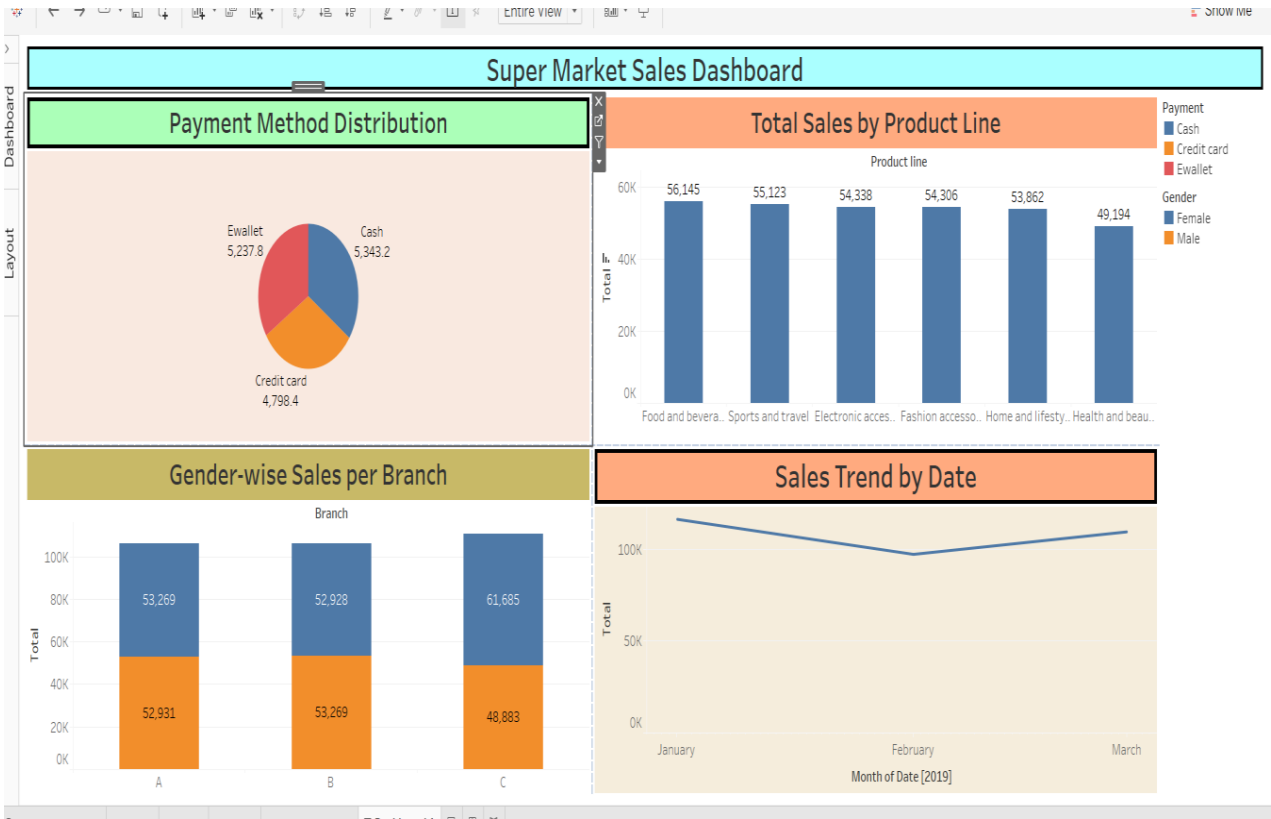 Entire View
Show Me
Dashboard
Layout
Super Market Sales Dashboard
Payment Method Distribution
Ewallet
5,237.8
Cash
5,343.2
Credit card
4,798.4
Total Sales by Product Line
Product line
Total
60K
40K
20K
0K
56,145
55,123
54,338
54,306
53,862
49,194
Food and bevera..
Sports and travel
Electronic acces..
Fashion accesso..
Home and lifesty..
Health and beau..
Payment
Cash
Credit card
Ewallet
Gender
Female
Male
Gender-wise Sales per Branch
Branch
Total
100K
80K
60K
40K
20K
0K
53,269
52,928
61,685
52,931
53,269
48,883
A
B
C
Sales Trend by Date
Total
100K
50K
0K
January
February
March
Month of Date [2019]